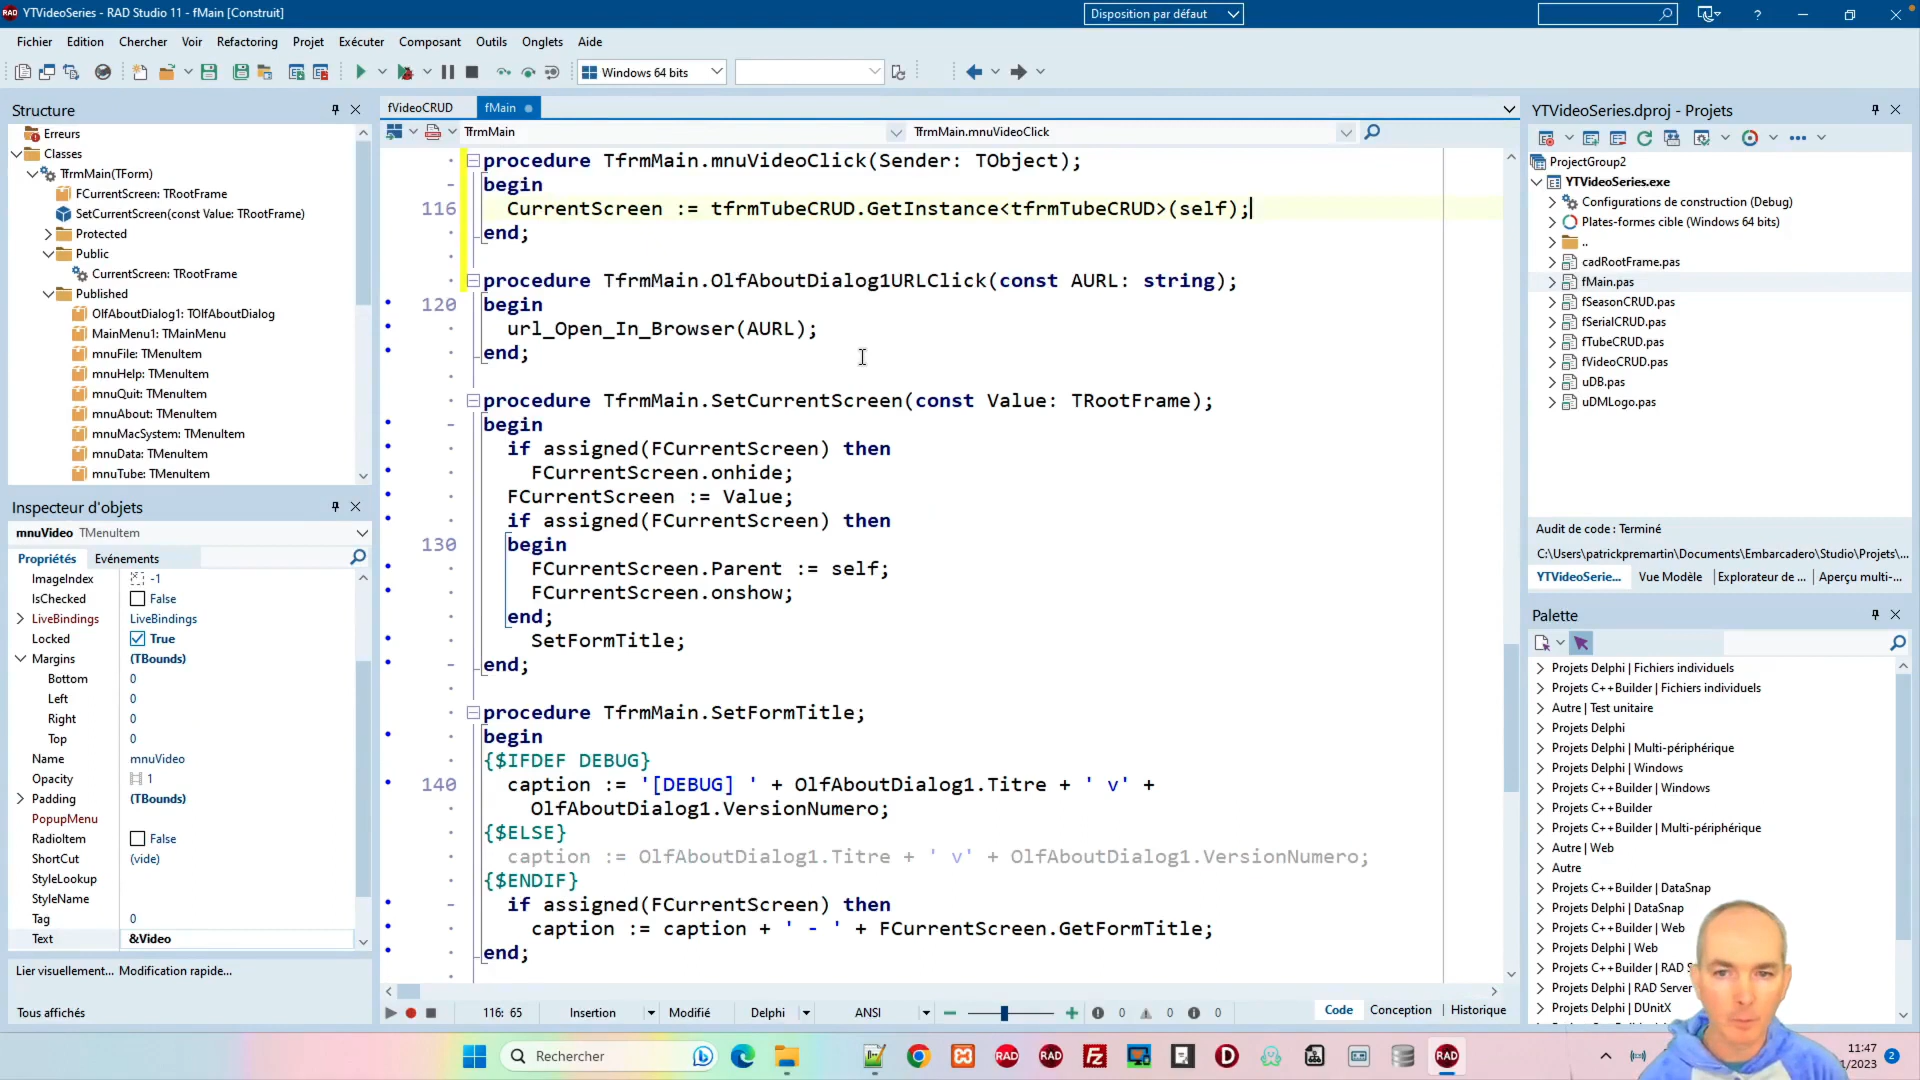 YTVideoSeries - RAD Studio 11 - fMain [Construit]
Disposition par défaut
Fichier Edition Chercher Voir Refactoring Projet Exécuter Composant Outils Onglets Aide
Windows 64 bits
Structure
Erreurs
Classes
TfrmMain(TForm)
FCurrentScreen: TRootFrame
SetCurrentScreen(const Value: TRootFrame)
Protected
Public
CurrentScreen: TRootFrame
Published
OlfAboutDialog1: TOlfAboutDialog
MainMenu1: TMainMenu
mnuFile: TMenuItem
mnuHelp: TMenuItem
mnuQuit: TMenuItem
mnuAbout: TMenuItem
mnuMacSystem: TMenuItem
mnuData: TMenuItem
mnuTube: TMenuItem
Inspecteur d'objets
mnuVideo TMenuItem
Propriétés Evénements
ImageIndex -1
IsChecked False
LiveBindings LiveBindings
Locked True
Margins (TBounds)
Bottom 0
Left 0
Right 0
Top 0
Name mnuVideo
Opacity 1
Padding (TBounds)
PopupMenu
RadioItem False
ShortCut (vide)
StyleLookup
StyleName
Tag 0
Text &Video
Lier visuellement... Modification rapide...
Tous affichés
fVideoCRUD fMain
TfrmMain TfrmMain.mnuVideoClick
procedure TfrmMain.mnuVideoClick(Sender: TObject);
begin
116 CurrentScreen := tfrmTubeCRUD.GetInstance<tfrmTubeCRUD>(self);
end;
procedure TfrmMain.OlfAboutDialog1URLClick(const AURL: string);
120 begin
url_Open_In_Browser(AURL);
end;
procedure TfrmMain.SetCurrentScreen(const Value: TRootFrame);
begin
if assigned(FCurrentScreen) then
FCurrentScreen.onhide;
FCurrentScreen := Value;
if assigned(FCurrentScreen) then
130 begin
FCurrentScreen.Parent := self;
FCurrentScreen.onshow;
end;
SetFormTitle;
end;
procedure TfrmMain.SetFormTitle;
begin
{$IFDEF DEBUG}
140 caption := '[DEBUG] ' + OlfAboutDialog1.Titre + ' v' +
OlfAboutDialog1.VersionNumero;
{$ELSE}
caption := OlfAboutDialog1.Titre + ' v' + OlfAboutDialog1.VersionNumero;
{$ENDIF}
if assigned(FCurrentScreen) then
caption := caption + ' - ' + FCurrentScreen.GetFormTitle;
end;
116: 65 Insertion Modifié Delphi ANSI 0 0 0 Code Conception Historique
YTVideoSeries.dproj - Projets
ProjectGroup2
YTVideoSeries.exe
Configurations de construction (Debug)
Plates-formes cible (Windows 64 bits)
..
cadRootFrame.pas
fMain.pas
fSeasonCRUD.pas
fSerialCRUD.pas
fTubeCRUD.pas
fVideoCRUD.pas
uDB.pas
uDMLogo.pas
Audit de code : Terminé
C:\Users\patrickpremartin\Documents\Embarcadero\Studio\Projets\...
YTVideoSerie... Vue Modèle Explorateur de ... Aperçu multi-...
Palette
Projets Delphi | Fichiers individuels
Projets C++Builder | Fichiers individuels
Autre | Test unitaire
Projets Delphi
Projets Delphi | Multi-périphérique
Projets Delphi | Windows
Projets C++Builder | Windows
Projets C++Builder
Projets C++Builder | Multi-périphérique
Autre | Web
Autre
Projets C++Builder | DataSnap
Projets Delphi | DataSnap
Projets C++Builder | Web
Projets Delphi | Web
Projets C++Builder | RAD S
Projets Delphi | RAD Server
Projets Delphi | DUnitX
Rechercher
RAD RAD RAD
11:47
1/2023
2